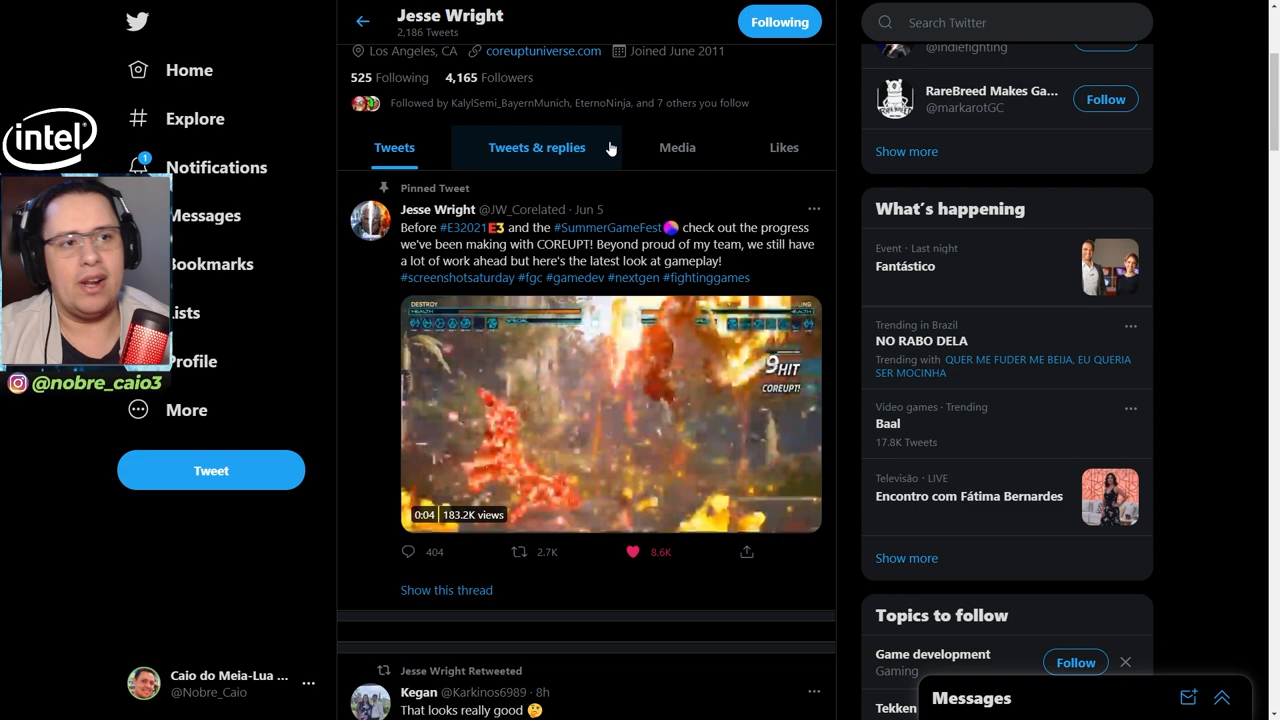 Jesse Wright
2,186 Tweets
Following
Search Twitter
Los Angeles, CA coreuptuniverse.com Joined June 2011
525 Following 4,165 Followers
Followed by KalylSemi_BayernMunich, EternoNinja, and 7 others you follow
Tweets
Tweets & replies
Media
Likes
Home
Explore
1
Notifications
Messages
Bookmarks
Lists
Profile
More
Tweet
intel
@nobre_caio3
Caio do Meia-Lua ...
@Nobre_Caio
Pinned Tweet
Jesse Wright @JW_Corelated · Jun 5
Before #E32021 E3 and the #SummerGameFest check out the progress
we've been making with COREUPT! Beyond proud of my team, we still have
a lot of work ahead but here's the latest look at gameplay!
#screenshotsaturday #fgc #gamedev #nextgen #fightinggames
DESTROY
HEALTH
SPECIAL
9HIT
COREUPT!
0:04 183.2K views
404
2.7K
8.6K
Show this thread
Jesse Wright Retweeted
Kegan @Karkinos6989 · 8h
That looks really good
@indiefighting
RareBreed Makes Ga...
@markarotGC
Follow
Show more
What's happening
Event · Last night
Fantástico
Trending in Brazil
NO RABO DELA
Trending with QUER ME FUDER ME BEIJA, EU QUERIA
SER MOCINHA
Video games · Trending
Baal
17.8K Tweets
Televisão · LIVE
Encontro com Fátima Bernardes
Show more
Topics to follow
Game development
Gaming
Follow
Tekken
Messages